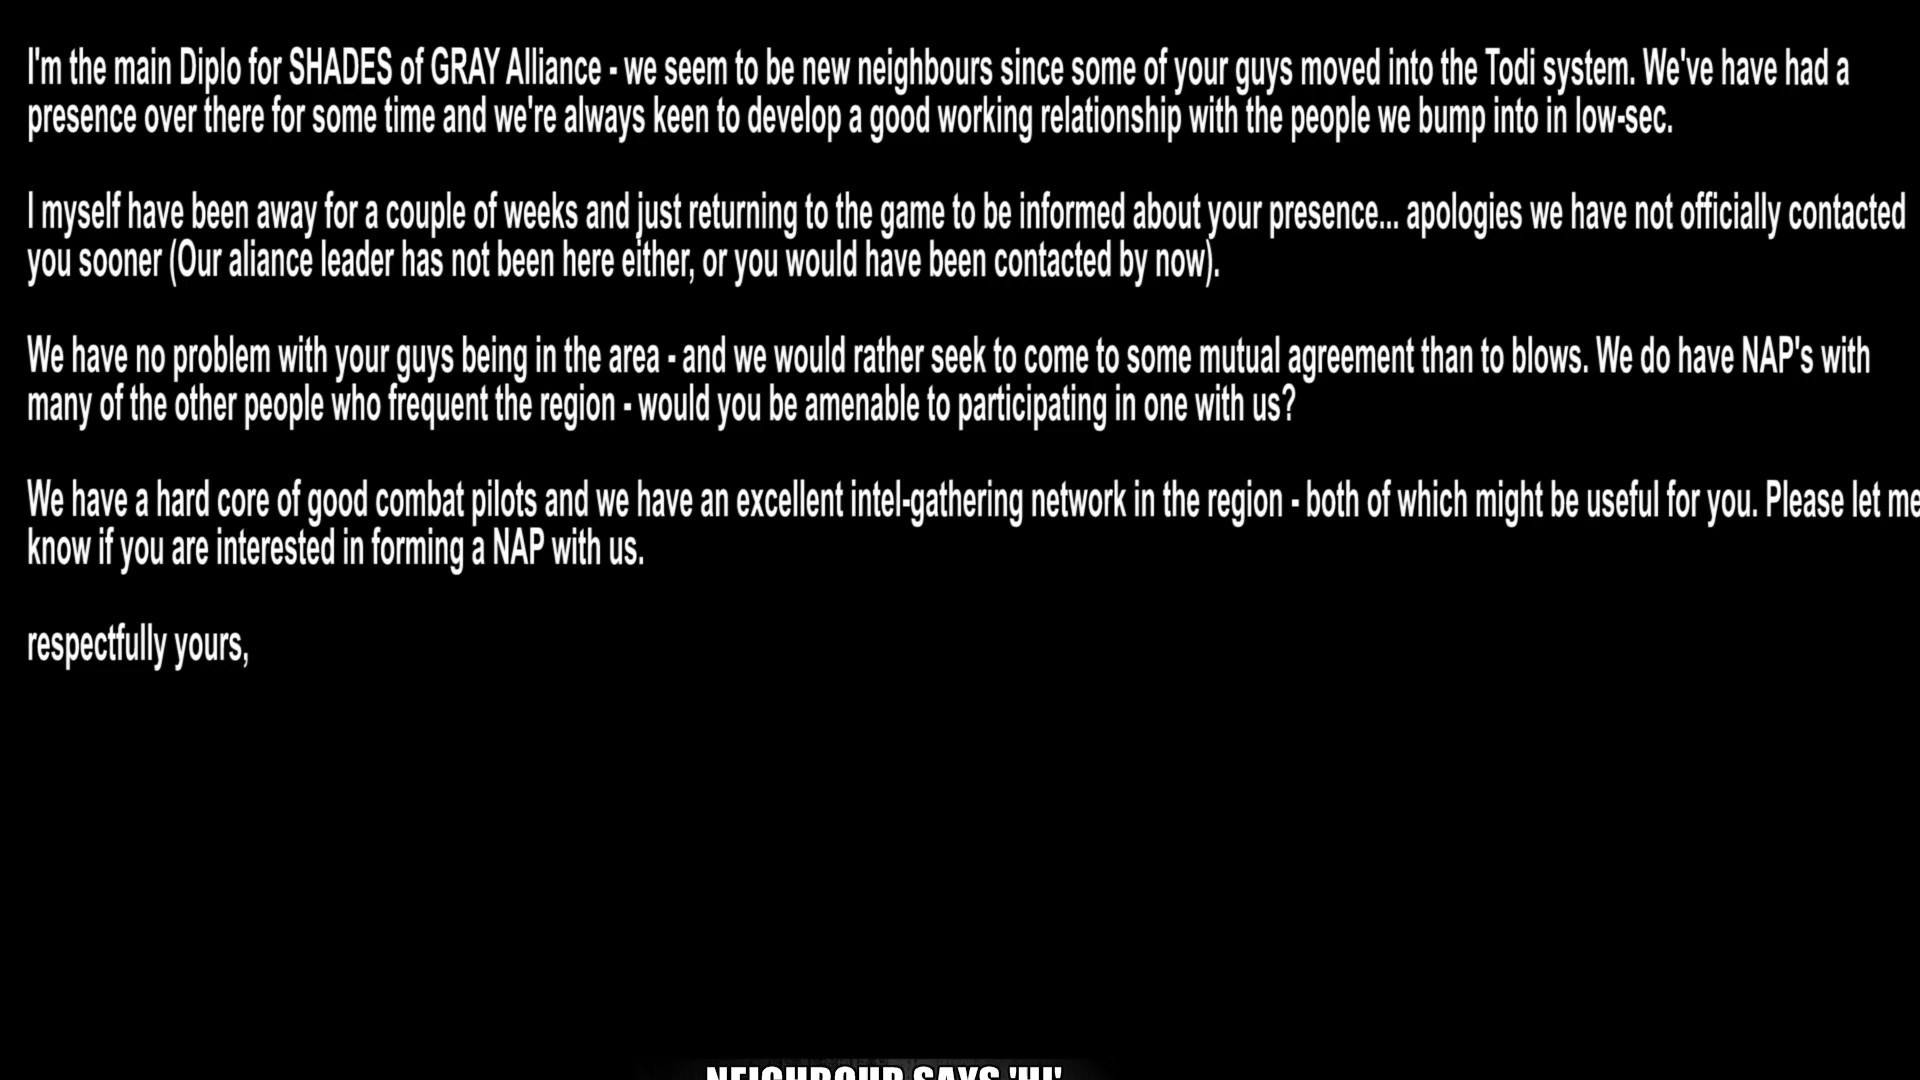 I'm the main Diplo for SHADES of GRAY Alliance - we seem to be new neighbours since some of your guys moved into the Todi system. We've have had a
presence over there for some time and we're always keen to develop a good working relationship with the people we bump into in low-sec.
I myself have been away for a couple of weeks and just returning to the game to be informed about your presence... apologies we have not officially contacted
you sooner (Our aliance leader has not been here either, or you would have been contacted by now).
We have no problem with your guys being in the area - and we would rather seek to come to some mutual agreement than to blows. We do have NAP's with
many of the other people who frequent the region - would you be amenable to participating in one with us?
We have a hard core of good combat pilots and we have an excellent intel-gathering network in the region - both of which might be useful for you. Please let me
know if you are interested in forming a NAP with us.
respectfully yours,
NEIGHBOUR SAYS 'HI'